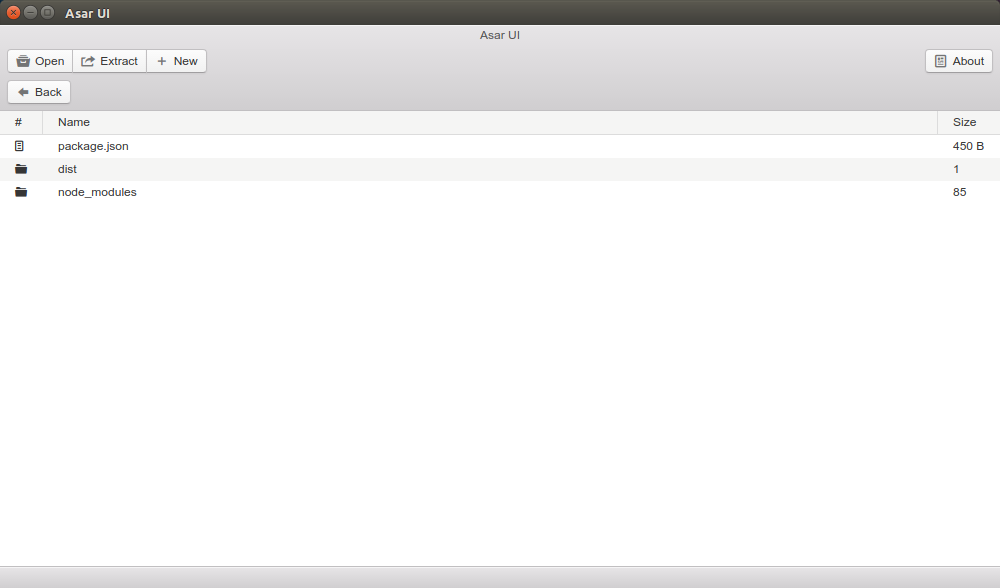 Asar UI
Asar UI
Open Extract New About
Back
# Name Size
package.json 450 B
dist 1
node_modules 85